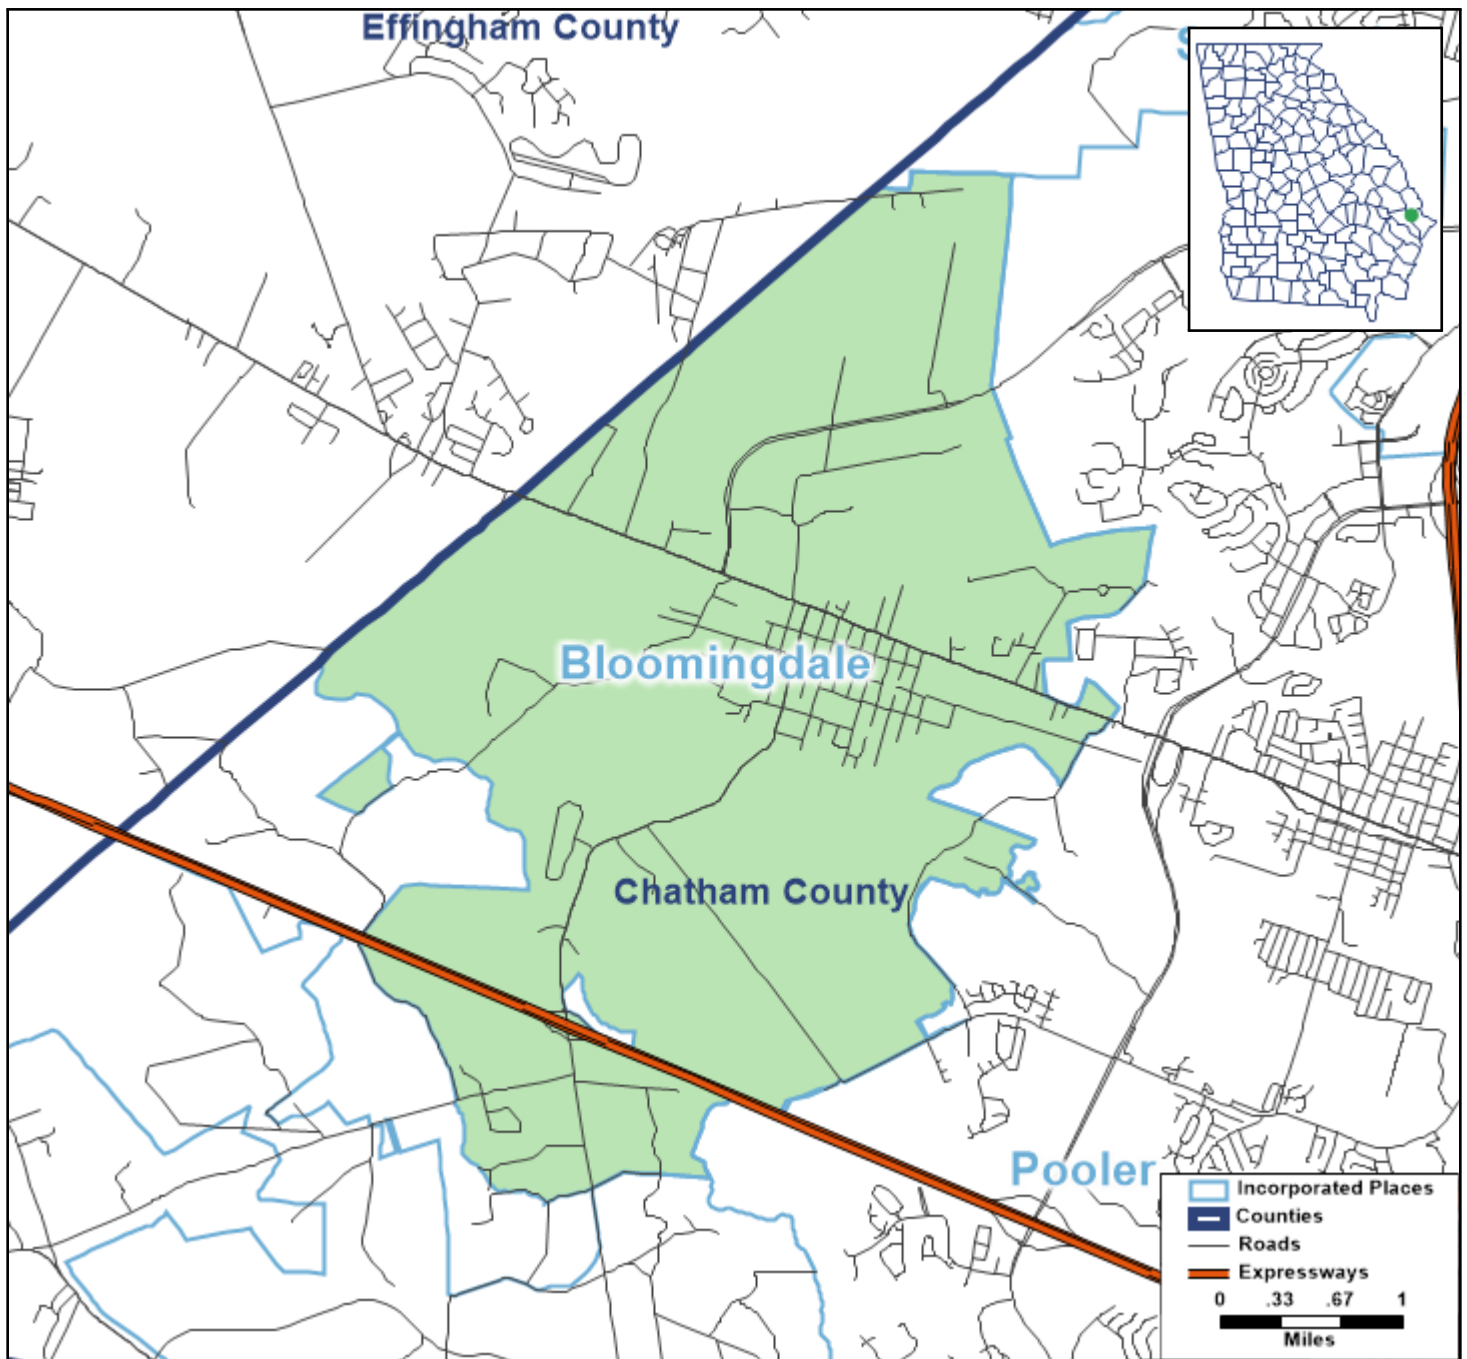 Effingham County
S
Bloomingdale
Chatham County
Pooler
Incorporated Places
Counties
Roads
Expressways
0 .33 .67 1
Miles